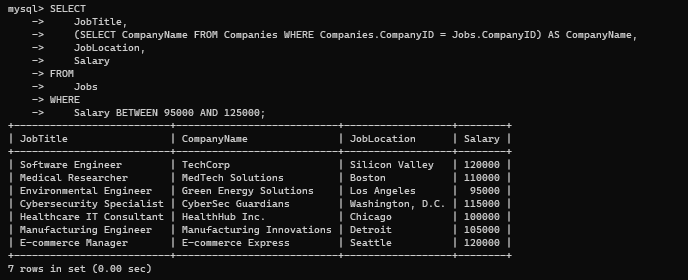 mysql> SELECT
    ->     JobTitle,
    ->     (SELECT CompanyName FROM Companies WHERE Companies.CompanyID = Jobs.CompanyID) AS CompanyName,
    ->     JobLocation,
    ->     Salary
    -> FROM
    ->     Jobs
    -> WHERE
    ->     Salary BETWEEN 95000 AND 125000;
+--------------------------+---------------------------+------------------+--------+
| JobTitle                 | CompanyName               | JobLocation      | Salary |
+--------------------------+---------------------------+------------------+--------+
| Software Engineer        | TechCorp                  | Silicon Valley   | 120000 |
| Medical Researcher       | MedTech Solutions         | Boston           | 110000 |
| Environmental Engineer   | Green Energy Solutions    | Los Angeles      |  95000 |
| Cybersecurity Specialist | CyberSec Guardians        | Washington, D.C. | 115000 |
| Healthcare IT Consultant | HealthHub Inc.            | Chicago          | 100000 |
| Manufacturing Engineer   | Manufacturing Innovations | Detroit          | 105000 |
| E-commerce Manager       | E-commerce Express        | Seattle          | 120000 |
+--------------------------+---------------------------+------------------+--------+
7 rows in set (0.00 sec)